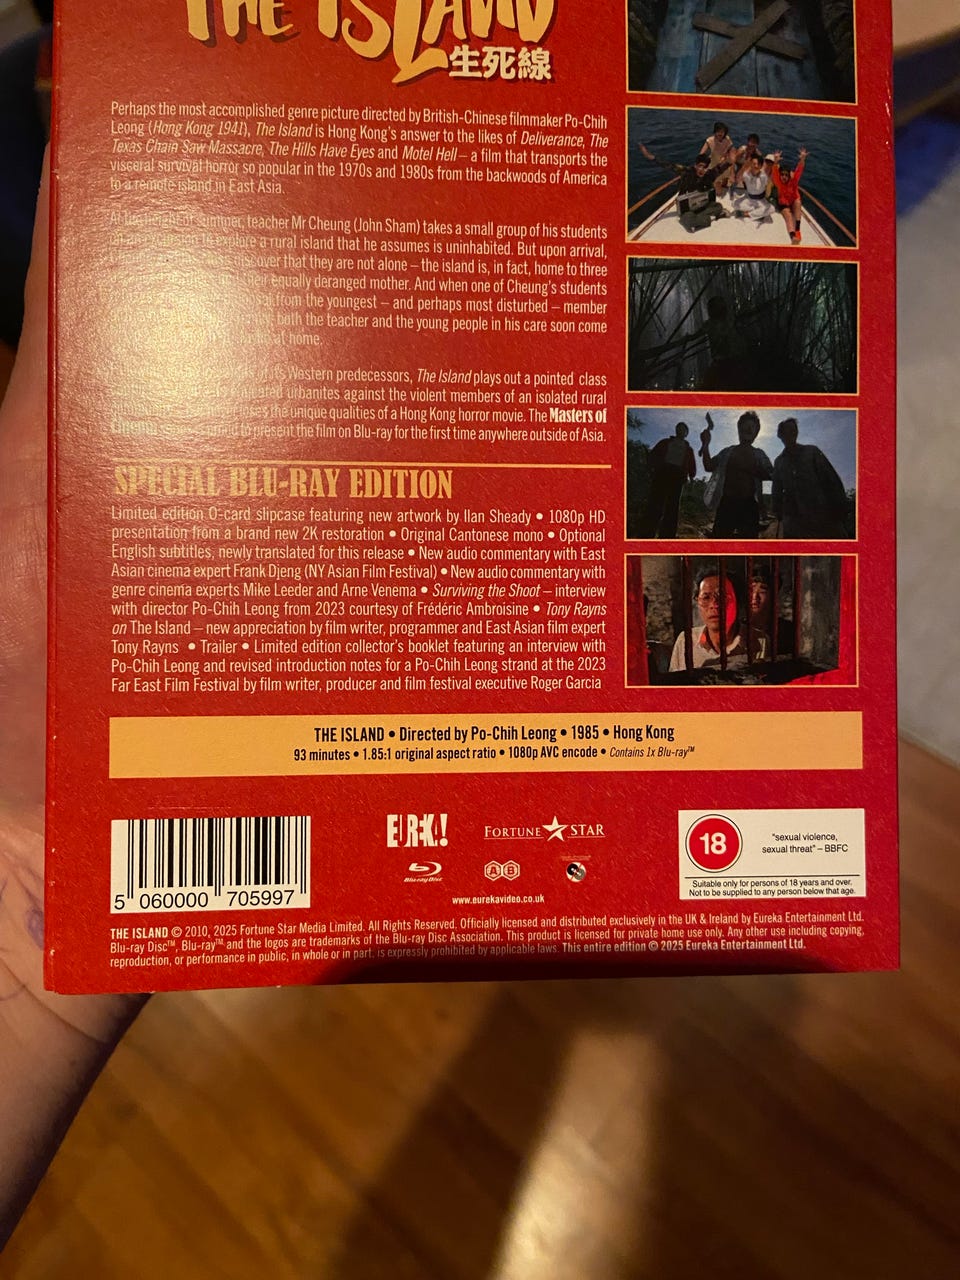 THE ISLAND
生死線
Perhaps the most accomplished genre picture directed by British-Chinese filmmaker Po-Chih
Leong (Hong Kong 1941), The Island is Hong Kong's answer to the likes of Deliverance, The
Texas Chain Saw Massacre, The Hills Have Eyes and Motel Hell – a film that transports the
visceral survival horror so popular in the 1970s and 1980s from the backwoods of America
to a remote island in East Asia.
At the height of summer, teacher Mr Cheung (John Sham) takes a small group of his students
to explore a rural island that he assumes is uninhabited. But upon arrival,
discover that they are not alone – the island is, in fact, home to three
equally deranged mother. And when one of Cheung's students
from the youngest – and perhaps most disturbed – member
both the teacher and the young people in his care soon come
at home.
of its Western predecessors, The Island plays out a pointed class
urbanites against the violent members of an isolated rural
the unique qualities of a Hong Kong horror movie. The Masters of
Cinema to present the film on Blu-ray for the first time anywhere outside of Asia.
SPECIAL BLU-RAY EDITION
Limited edition O-card slipcase featuring new artwork by Ilan Sheady • 1080p HD
presentation from a brand new 2K restoration • Original Cantonese mono • Optional
English subtitles, newly translated for this release • New audio commentary with East
Asian cinema expert Frank Djeng (NY Asian Film Festival) • New audio commentary with
genre cinema experts Mike Leeder and Arne Venema • Surviving the Shoot – interview
with director Po-Chih Leong from 2023 courtesy of Frédéric Ambroisine • Tony Rayns
on The Island – new appreciation by film writer, programmer and East Asian film expert
Tony Rayns • Trailer • Limited edition collector's booklet featuring an interview with
Po-Chih Leong and revised introduction notes for a Po-Chih Leong strand at the 2023
Far East Film Festival by film writer, producer and film festival executive Roger Garcia
THE ISLAND • Directed by Po-Chih Leong • 1985 • Hong Kong
93 minutes • 1.85:1 original aspect ratio • 1080p AVC encode • Contains 1x Blu-ray™
5 060000 705997
EUREKA!
FORTUNE STAR
Blu-ray Disc
A B
www.eurekavideo.co.uk
18
"sexual violence,
sexual threat" – BBFC
Suitable only for persons of 18 years and over.
Not to be supplied to any person below that age.
THE ISLAND © 2010, 2025 Fortune Star Media Limited. All Rights Reserved. Officially licensed and distributed exclusively in the UK & Ireland by Eureka Entertainment Ltd.
Blu-ray Disc™, Blu-ray™ and the logos are trademarks of the Blu-ray Disc Association. This product is licensed for private home use only. Any other use including copying,
reproduction, or performance in public, in whole or in part, is expressly prohibited by applicable laws. This entire edition © 2025 Eureka Entertainment Ltd.